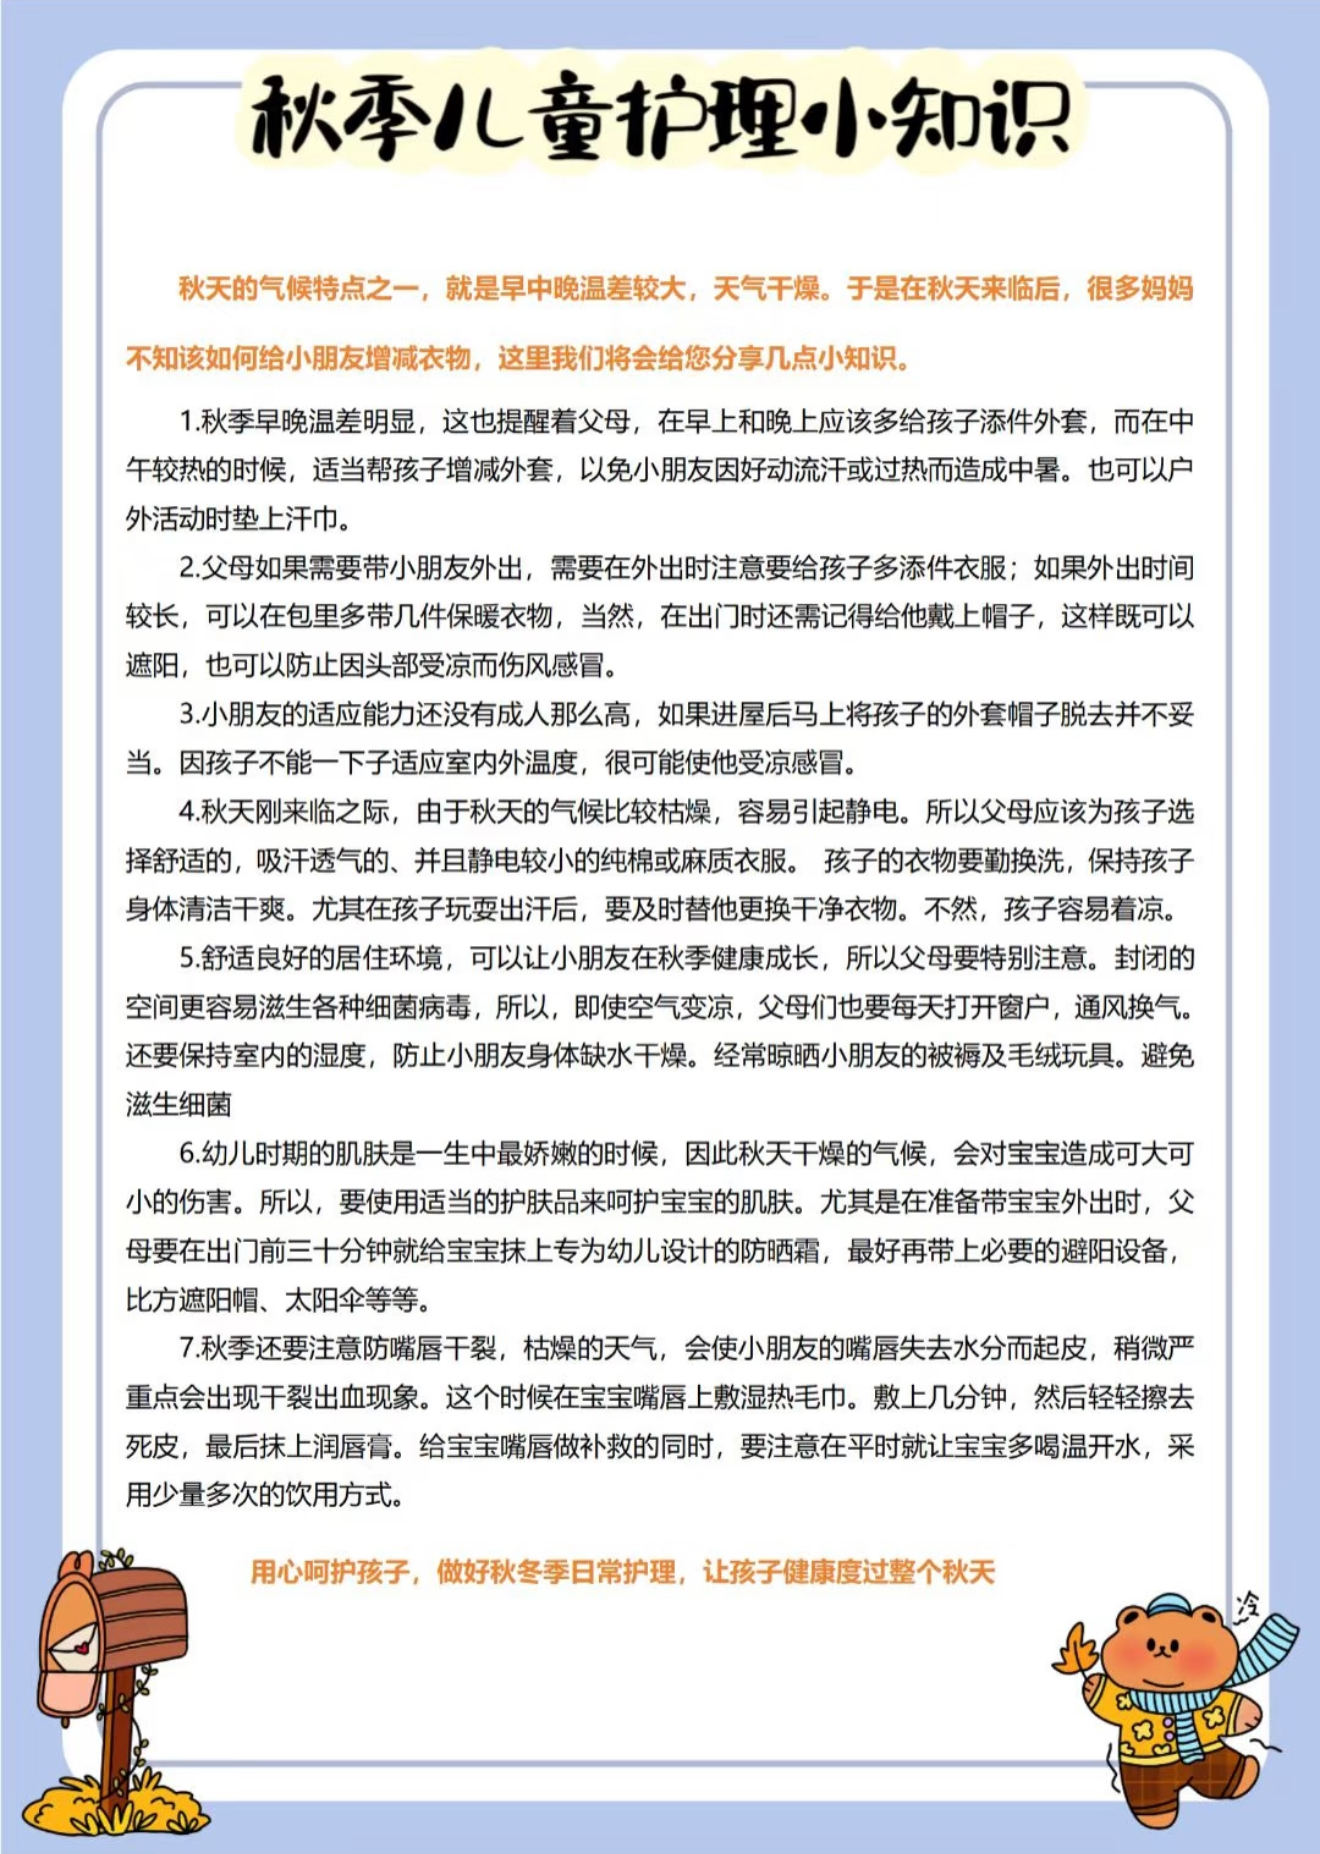 秋季儿童护理小知识
秋天的气候特点之一，就是早中晚温差较大，天气干燥。于是在秋天来临后，很多妈妈
不知该如何给小朋友增减衣物，这里我们将会给您分享几点小知识。
1.秋季早晚温差明显，这也提醒着父母，在早上和晚上应该多给孩子添件外套，而在中
午较热的时候，适当帮孩子增减外套，以免小朋友因好动流汗或过热而造成中暑。也可以户
外活动时垫上汗巾。
2.父母如果需要带小朋友外出，需要在外出时注意要给孩子多添件衣服；如果外出时间
较长，可以在包里多带几件保暖衣物，当然，在出门时还需记得给他戴上帽子，这样既可以
遮阳，也可以防止因头部受凉而伤风感冒。
3.小朋友的适应能力还没有成人那么高，如果进屋后马上将孩子的外套帽子脱去并不妥
当。因孩子不能一下子适应室内外温度，很可能使他受凉感冒。
4.秋天刚来临之际，由于秋天的气候比较枯燥，容易引起静电。所以父母应该为孩子选
择舒适的，吸汗透气的、并且静电较小的纯棉或麻质衣服。 孩子的衣物要勤换洗，保持孩子
身体清洁干爽。尤其在孩子玩耍出汗后，要及时替他更换干净衣物。不然，孩子容易着凉。
5.舒适良好的居住环境，可以让小朋友在秋季健康成长，所以父母要特别注意。封闭的
空间更容易滋生各种细菌病毒，所以，即使空气变凉，父母们也要每天打开窗户，通风换气。
还要保持室内的湿度，防止小朋友身体缺水干燥。经常晾晒小朋友的被褥及毛绒玩具。避免
滋生细菌
6.幼儿时期的肌肤是一生中最娇嫩的时候，因此秋天干燥的气候，会对宝宝造成可大可
小的伤害。所以，要使用适当的护肤品来呵护宝宝的肌肤。尤其是在准备带宝宝外出时，父
母要在出门前三十分钟就给宝宝抹上专为幼儿设计的防晒霜，最好再带上必要的避阳设备，
比方遮阳帽、太阳伞等等。
7.秋季还要注意防嘴唇干裂，枯燥的天气，会使小朋友的嘴唇失去水分而起皮，稍微严
重点会出现干裂出血现象。这个时候在宝宝嘴唇上敷湿热毛巾。敷上几分钟，然后轻轻擦去
死皮，最后抹上润唇膏。给宝宝嘴唇做补救的同时，要注意在平时就让宝宝多喝温开水，采
用少量多次的饮用方式。
用心呵护孩子，做好秋冬季日常护理，让孩子健康度过整个秋天
冷